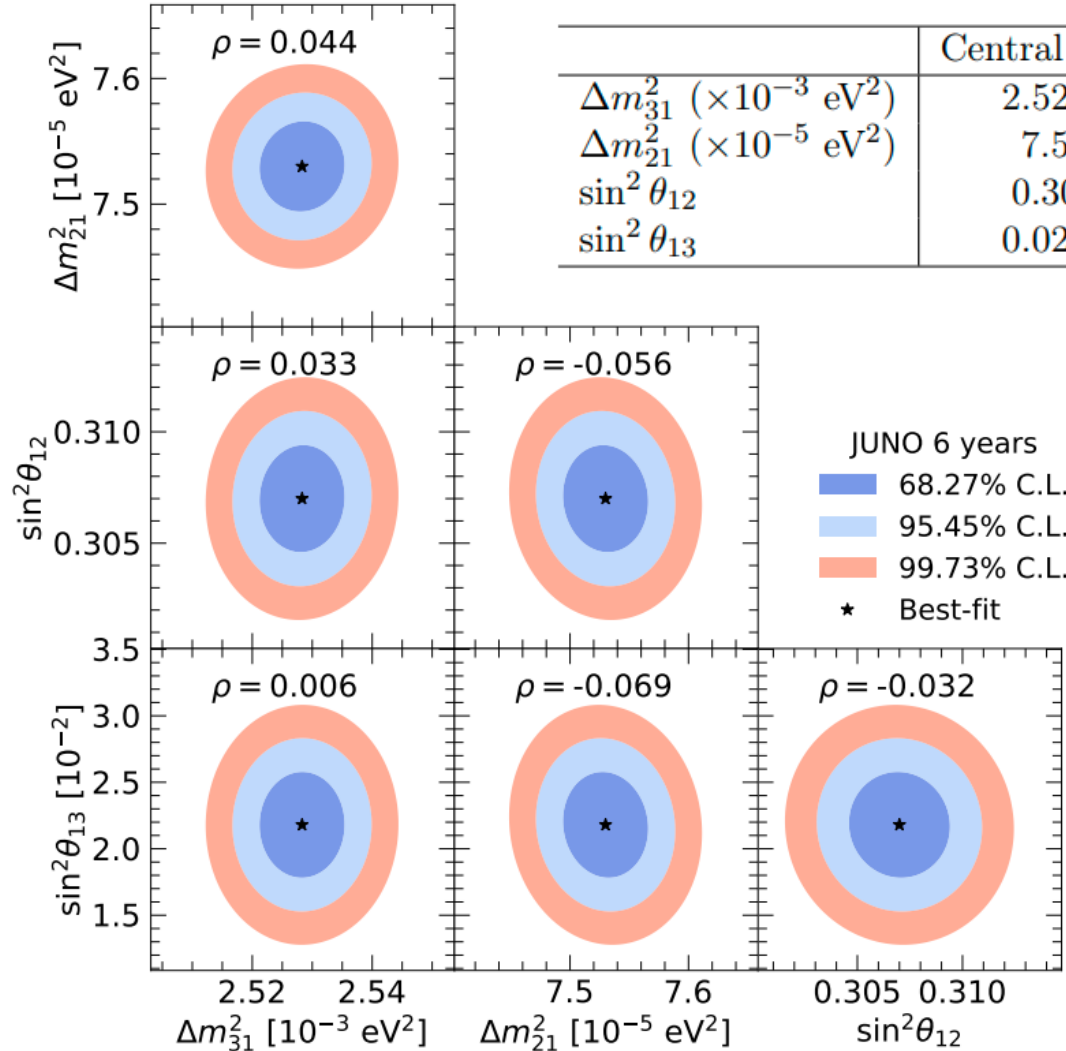 ρ = 0.044
Δm²₂₁ [10⁻⁵ eV²]
7.6
7.5
Central
Δm²₃₁ (×10⁻³ eV²) 2.52
Δm²₂₁ (×10⁻⁵ eV²) 7.5
sin² θ₁₂ 0.30
sin² θ₁₃ 0.02
ρ = 0.033
ρ = -0.056
sin²θ₁₂
0.310
0.305
JUNO 6 years
68.27% C.L.
95.45% C.L.
99.73% C.L.
Best-fit
ρ = 0.006
ρ = -0.069
ρ = -0.032
sin²θ₁₃ [10⁻²]
3.5
3.0
2.5
2.0
1.5
2.52 2.54
7.5 7.6
0.305 0.310
Δm²₃₁ [10⁻³ eV²]
Δm²₂₁ [10⁻⁵ eV²]
sin²θ₁₂